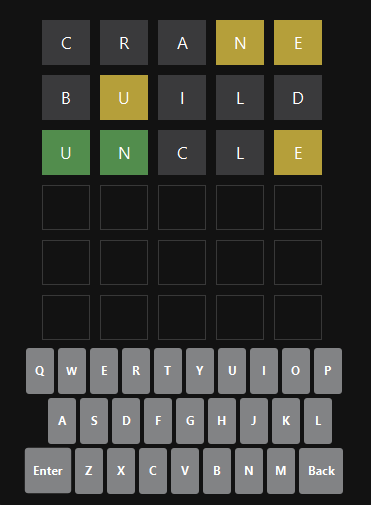 C R A N E
B U I L D
U N C L E
Q W E R T Y U I O P
A S D F G H J K L
Enter Z X C V B N M Back